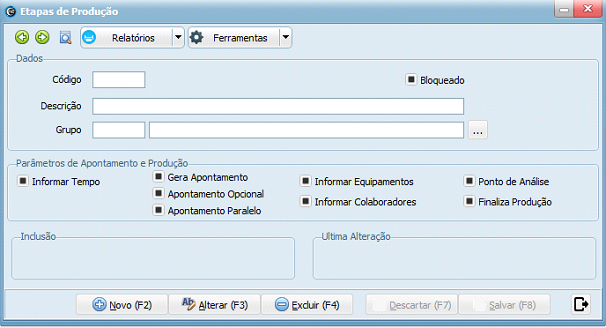 Etapas de Produção
Relatórios
Ferramentas
Dados
Código
Bloqueado
Descrição
Grupo
...
Parâmetros de Apontamento e Produção
Informar Tempo
Gera Apontamento
Informar Equipamentos
Ponto de Análise
Apontamento Opcional
Informar Colaboradores
Finaliza Produção
Apontamento Paralelo
Inclusão
Ultima Alteração
Novo (F2)
Alterar (F3)
Excluir (F4)
Descartar (F7)
Salvar (F8)